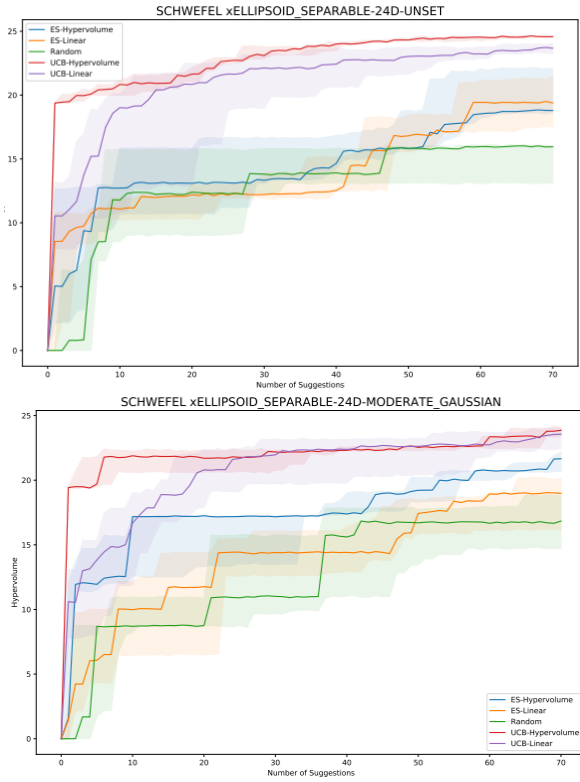 SCHWEFEL xELLIPSOID_SEPARABLE-24D-UNSET
ES-Hypervolume
ES-Linear
Random
UCB-Hypervolume
UCB-Linear
25
20
15
10
5
0
0 10 20 30 40 50 60 70
Number of Suggestions
SCHWEFEL xELLIPSOID_SEPARABLE-24D-MODERATE_GAUSSIAN
25
20
15
10
5
0
Hypervolume
ES-Hypervolume
ES-Linear
Random
UCB-Hypervolume
UCB-Linear
0 10 20 30 40 50 60 70
Number of Suggestions